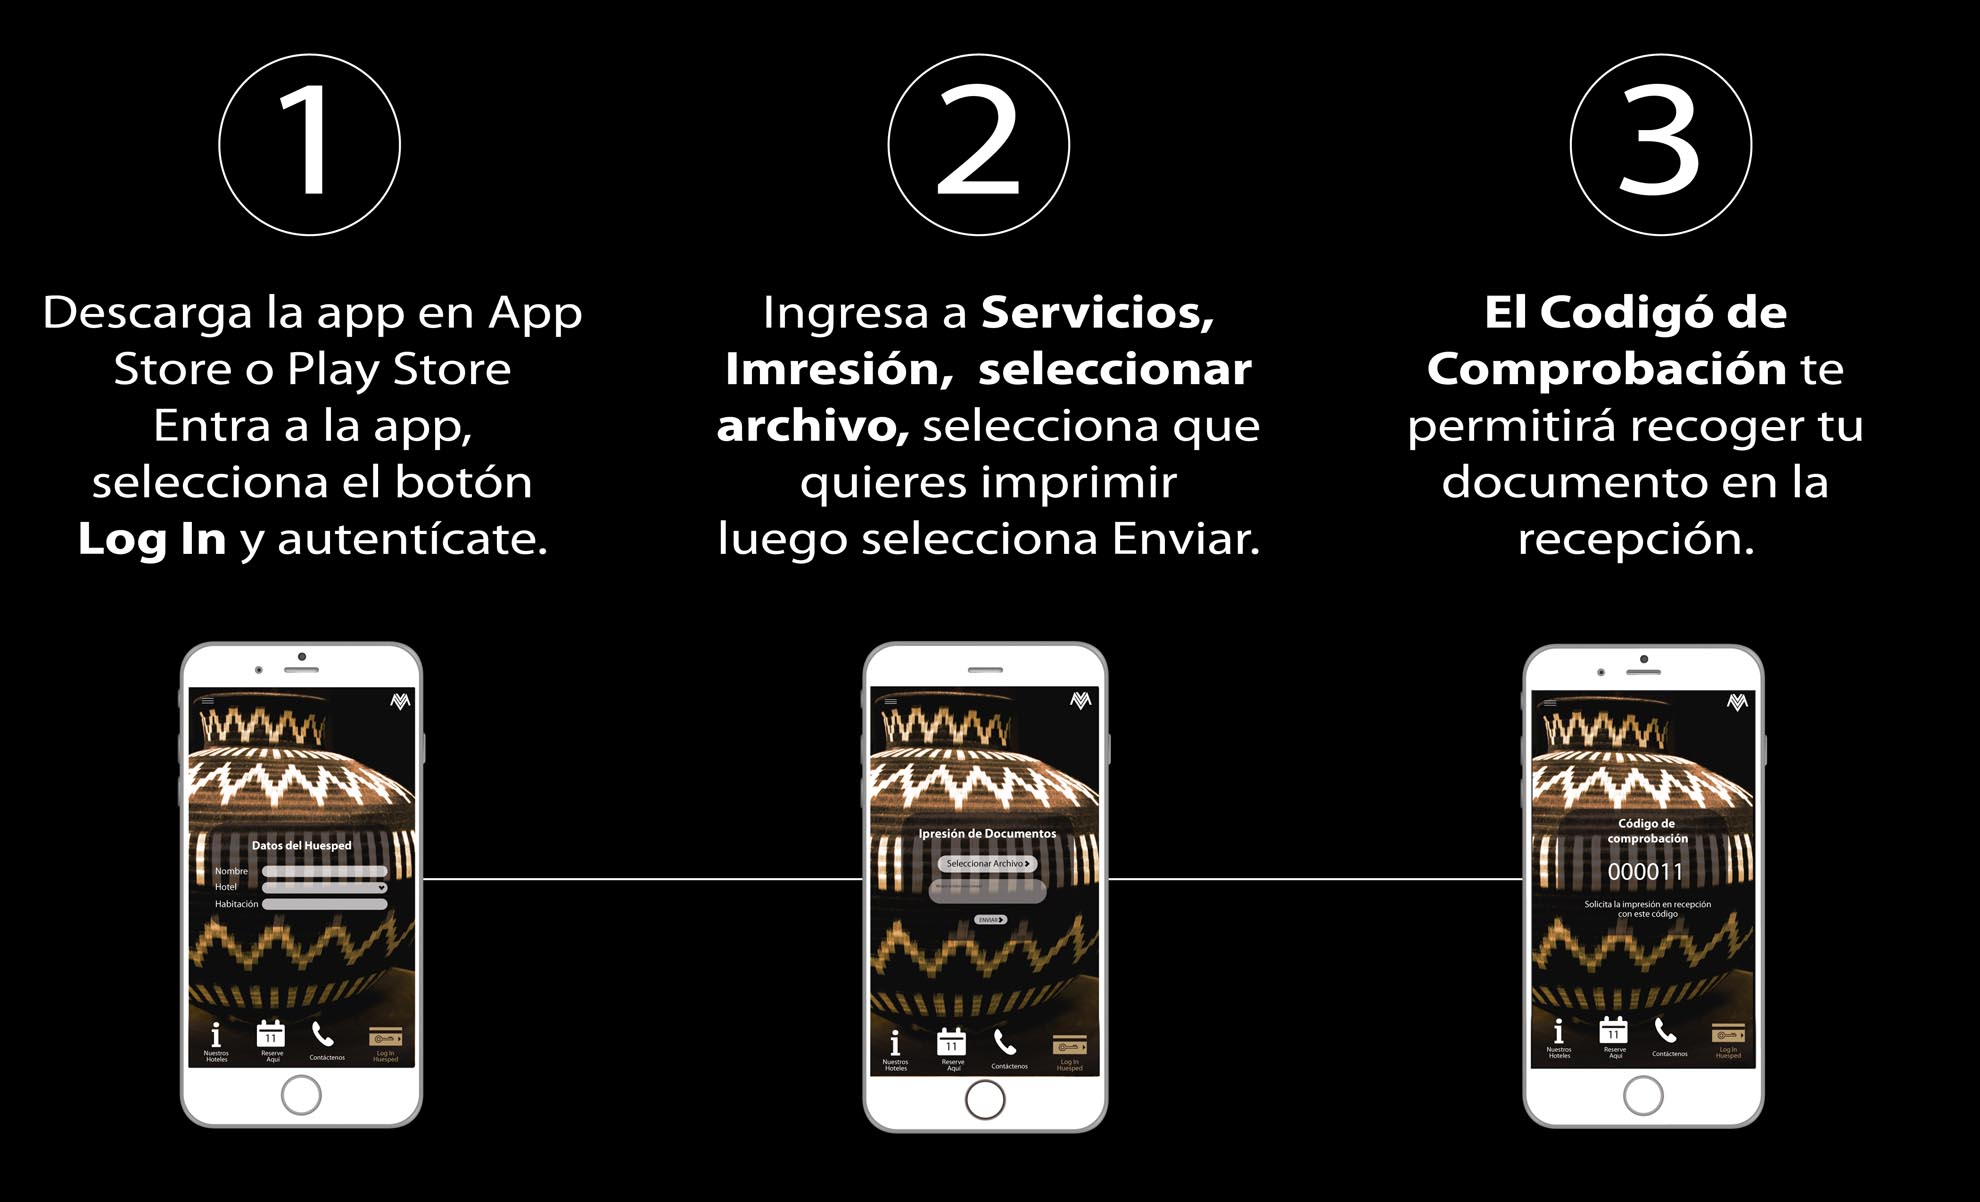 1
Descarga la app en App
Store o Play Store
Entra a la app,
selecciona el botón
Log In y autentícate.
2
Ingresa a Servicios,
Imresión, seleccionar
archivo, selecciona que
quieres imprimir
luego selecciona Enviar.
3
El Codigó de
Comprobación te
permitirá recoger tu
documento en la
recepción.
Datos del Huesped
Nombre
Hotel
Habitación
11
Nuestros
Hoteles
Reserve
Aquí
Contáctenos
Log In
Huesped
Ipresión de Documentos
Seleccionar Archivo
ENVIAR
11
Nuestros
Hoteles
Reserve
Aquí
Contáctenos
Log In
Huesped
Código de
comprobación
000011
Solicita la impresión en recepción
con este código
11
Nuestros
Hoteles
Reserve
Aquí
Contáctenos
Log In
Huesped